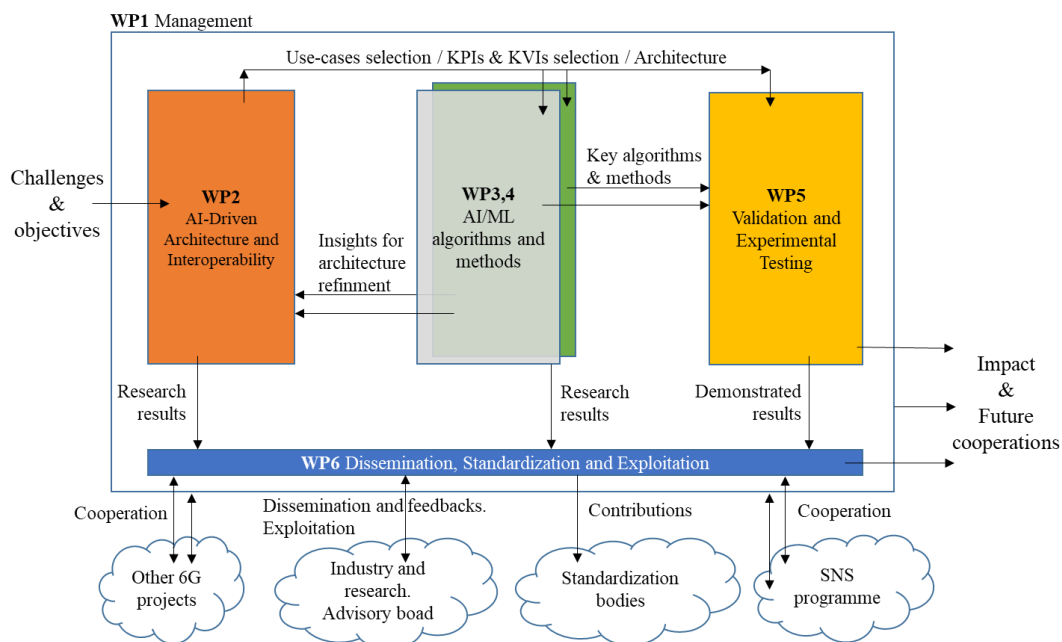 WP1 Management
Use-cases selection / KPIs & KVIs selection / Architecture
Challenges
&
objectives
WP2
AI-Driven
Architecture and
Interoperability
Insights for
architecture
refinment
WP3,4
AI/ML
algorithms and
methods
Key algorithms
& methods
WP5
Validation and
Experimental
Testing
Research
results
Research
results
Demonstrated
results
Impact
&
Future
cooperations
WP6 Dissemination, Standardization and Exploitation
Cooperation
Dissemination and feedbacks.
Exploitation
Contributions
Cooperation
Other 6G
projects
Industry and
research.
Advisory boad
Standardization
bodies
SNS
programme